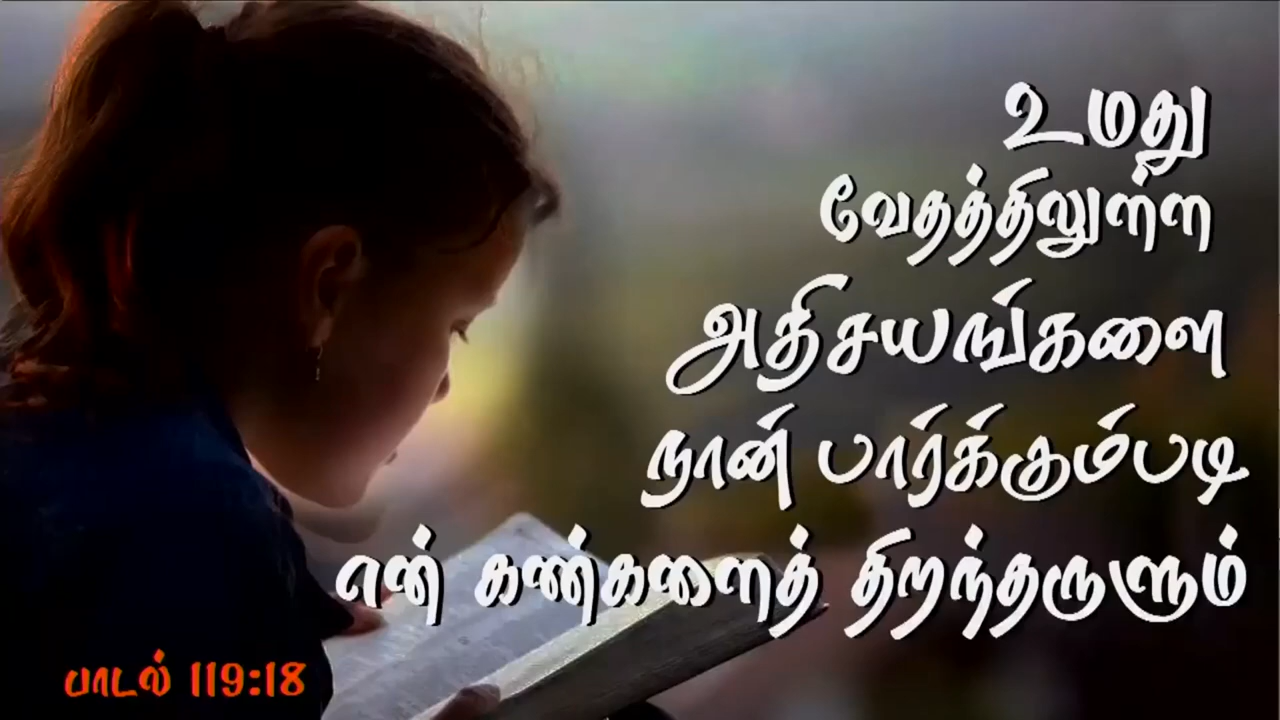 உமது
வேதத்திலுள்ள
அதிசயங்களை
நான் பார்க்கும்படி
என் கண்களைத் திறந்தருளும்
பாடல் 119:18